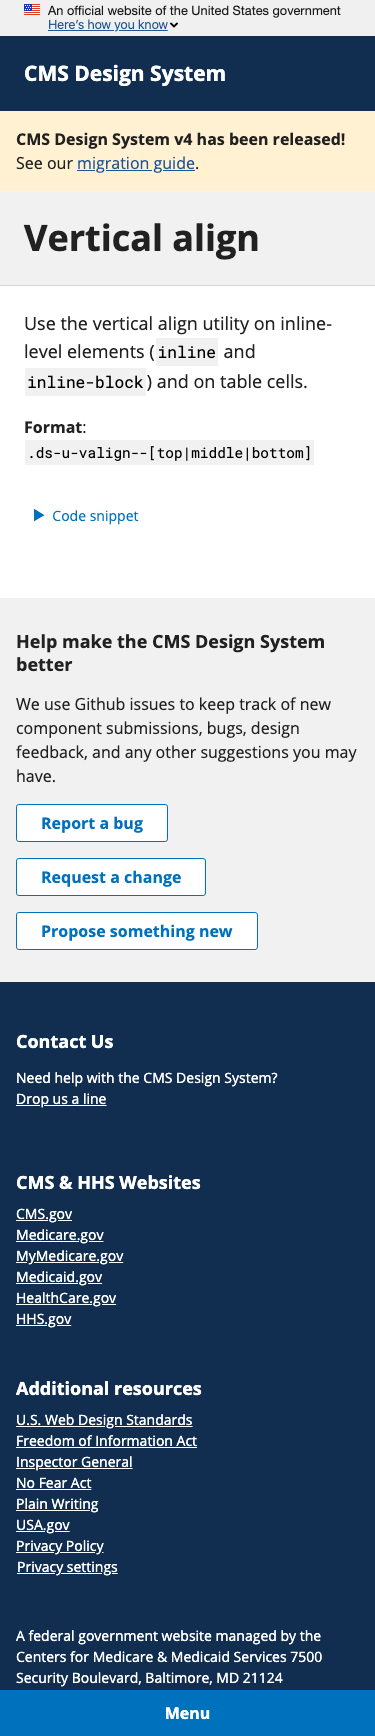 An official website of the United States government
Here's how you know
CMS Design System
CMS Design System v4 has been released!
See our migration guide.
Vertical align
Use the vertical align utility on inline-
level elements (inline and
inline-block) and on table cells.
Format:
.ds-u-valign--[top|middle|bottom]
Code snippet
Help make the CMS Design System
better
We use Github issues to keep track of new
component submissions, bugs, design
feedback, and any other suggestions you may
have.
Report a bug
Request a change
Propose something new
Contact Us
Need help with the CMS Design System?
Drop us a line
CMS & HHS Websites
CMS.gov
Medicare.gov
MyMedicare.gov
Medicaid.gov
HealthCare.gov
HHS.gov
Additional resources
U.S. Web Design Standards
Freedom of Information Act
Inspector General
No Fear Act
Plain Writing
USA.gov
Privacy Policy
Privacy settings
A federal government website managed by the
Centers for Medicare & Medicaid Services 7500
Security Boulevard, Baltimore, MD 21124
Menu